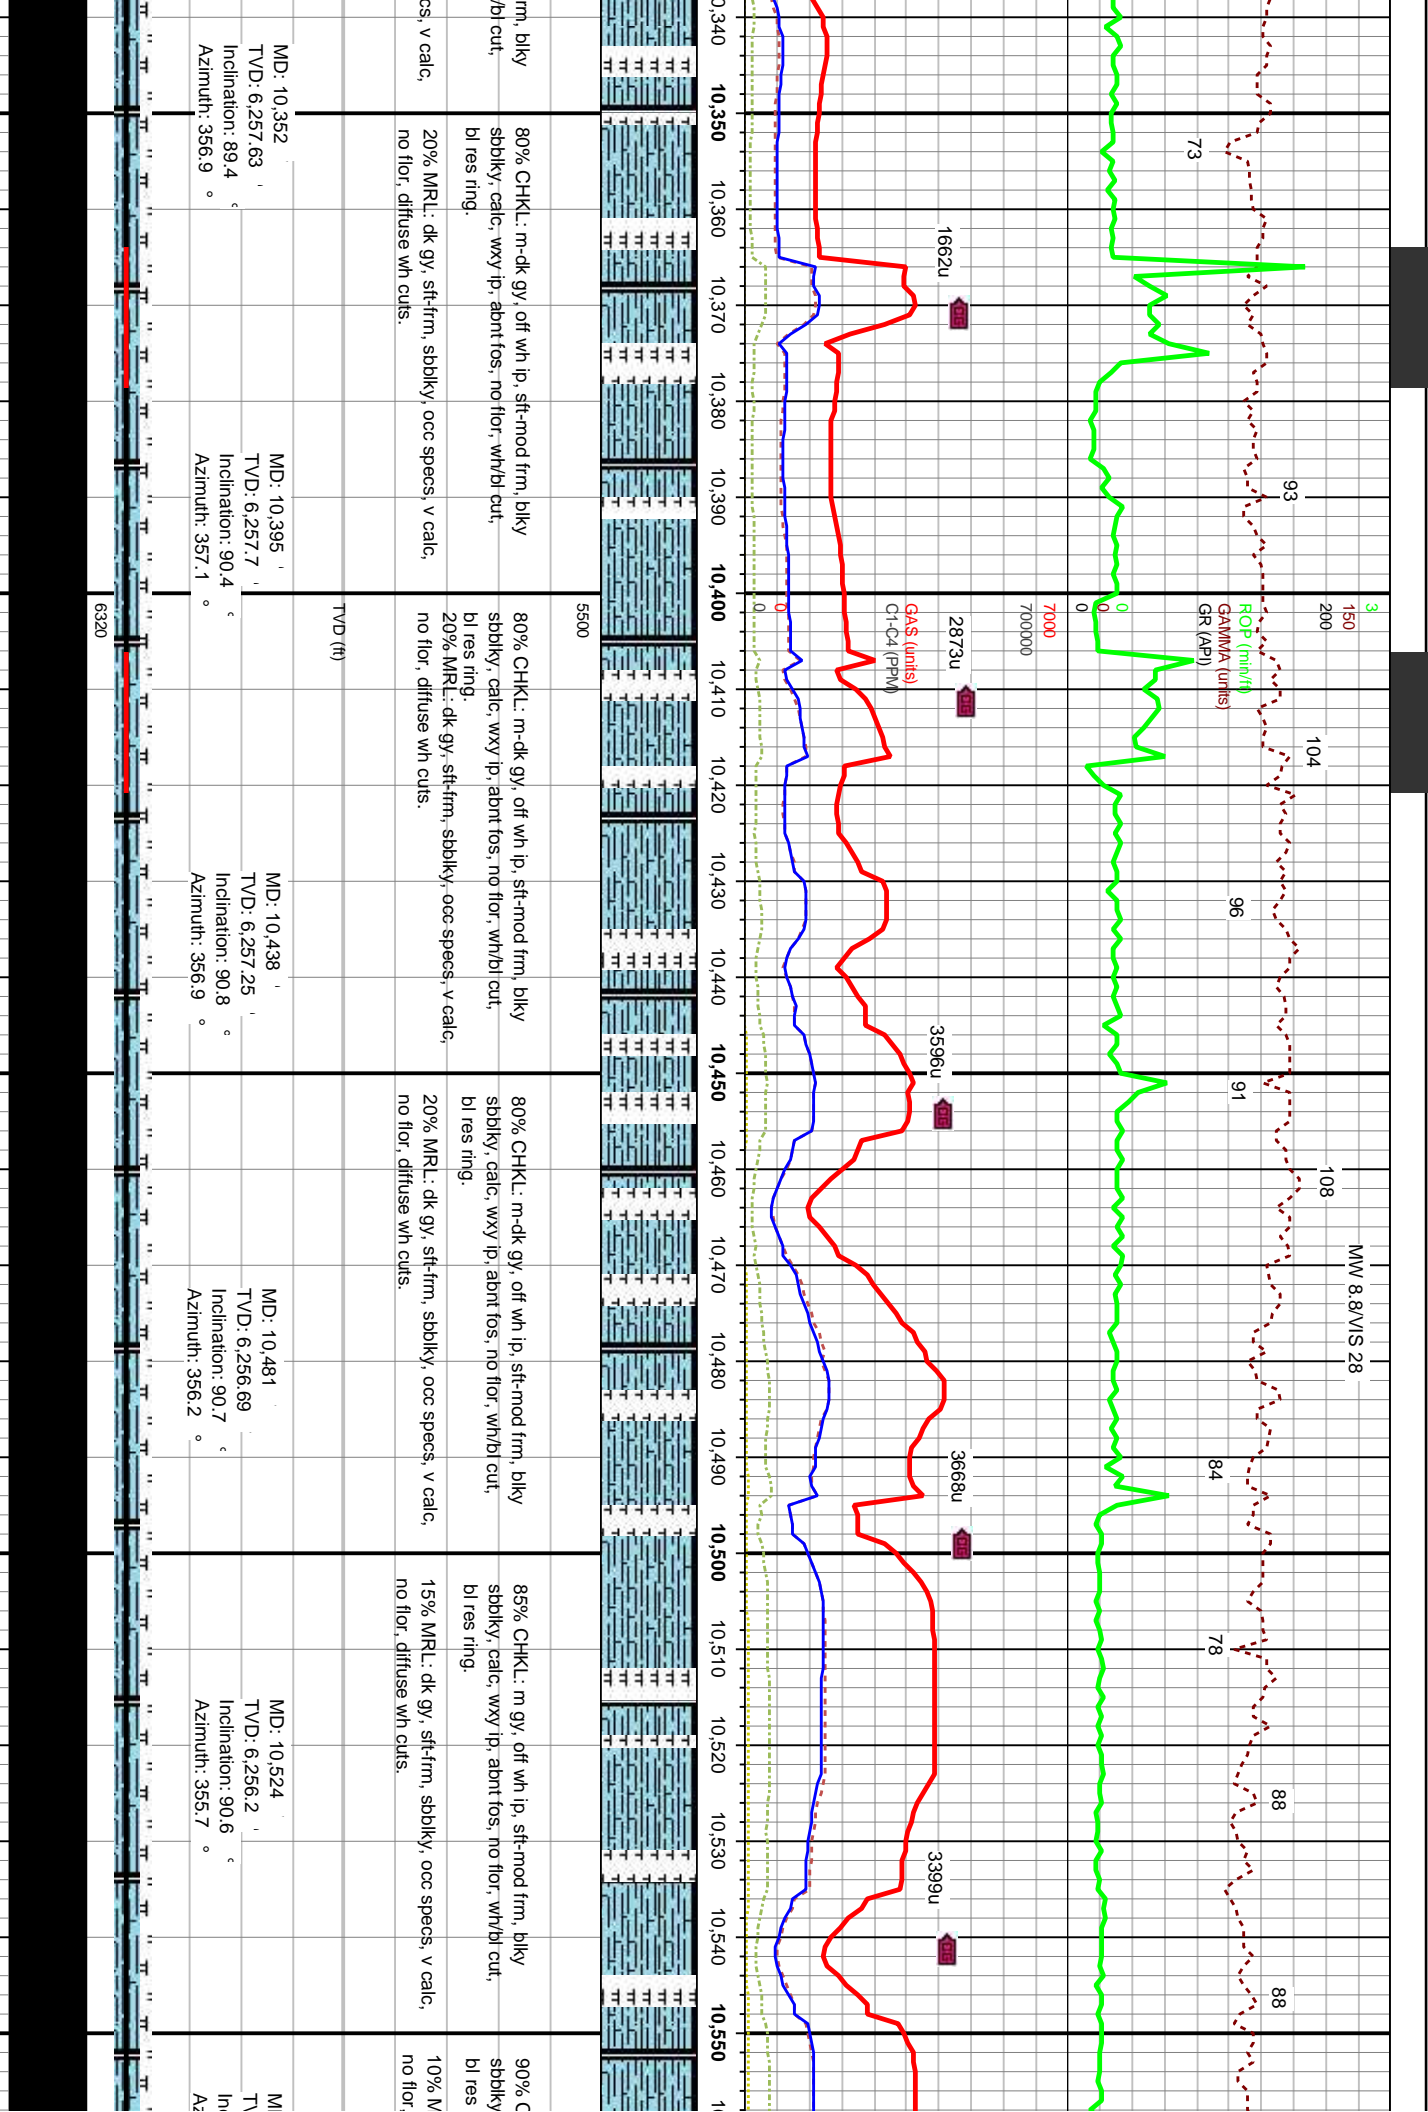 3
150
200
ROP (min/ft)
GAMMA (units)
GR (API)
0
0
0
73
93
104
96
91
108
MW 8.8/VIS 28
84
78
88
88
7000
700000
GAS (units)
C1-C4 (PPM)
0
0
1662u
2873u
3596u
3668u
3399u
0,340
10,350
10,360
10,370
10,380
10,390
10,400
10,410
10,420
10,430
10,440
10,450
10,460
10,470
10,480
10,490
10,500
10,510
10,520
10,530
10,540
10,550
rm, blky
/bl cut,
cs, v calc,
80% CHKL: m-dk gy, off wh ip, sft-mod frm, blky
sbblky, calc, wxy ip, abnt fos, no flor, wh/bl cut,
bl res ring.
20% MRL: dk gy, sft-frm, sbblky, occ specs, v calc,
no flor, diffuse wh cuts.
80% CHKL: m-dk gy, off wh ip, sft-mod frm, blky
sbblky, calc, wxy ip, abnt fos, no flor, wh/bl cut,
bl res ring.
20% MRL: dk gy, sft-frm, sbblky, occ specs, v calc,
no flor, diffuse wh cuts.
80% CHKL: m-dk gy, off wh ip, sft-mod frm, blky
sbblky, calc, wxy ip, abnt fos, no flor, wh/bl cut,
bl res ring.
20% MRL: dk gy, sft-frm, sbblky, occ specs, v calc,
no flor, diffuse wh cuts.
85% CHKL: m gy, off wh ip, sft-mod frm, blky
sbblky, calc, wxy ip, abnt fos, no flor, wh/bl cut,
bl res ring.
15% MRL: dk gy, sft-frm, sbblky, occ specs, v calc,
no flor, diffuse wh cuts.
90% C
sbblky
bl res
10% M
no flor,
5500
TVD (ft)
6320
MD: 10,352 '
TVD: 6,257.63 '
Inclination: 89.4 °
Azimuth: 356.9 °
MD: 10,395 '
TVD: 6,257.7 '
Inclination: 90.4 °
Azimuth: 357.1 °
MD: 10,438 '
TVD: 6,257.25 '
Inclination: 90.8 °
Azimuth: 356.9 °
MD: 10,481 '
TVD: 6,256.69 '
Inclination: 90.7 °
Azimuth: 356.2 °
MD: 10,524 '
TVD: 6,256.2 '
Inclination: 90.6 °
Azimuth: 355.7 °
M
TV
In
Az